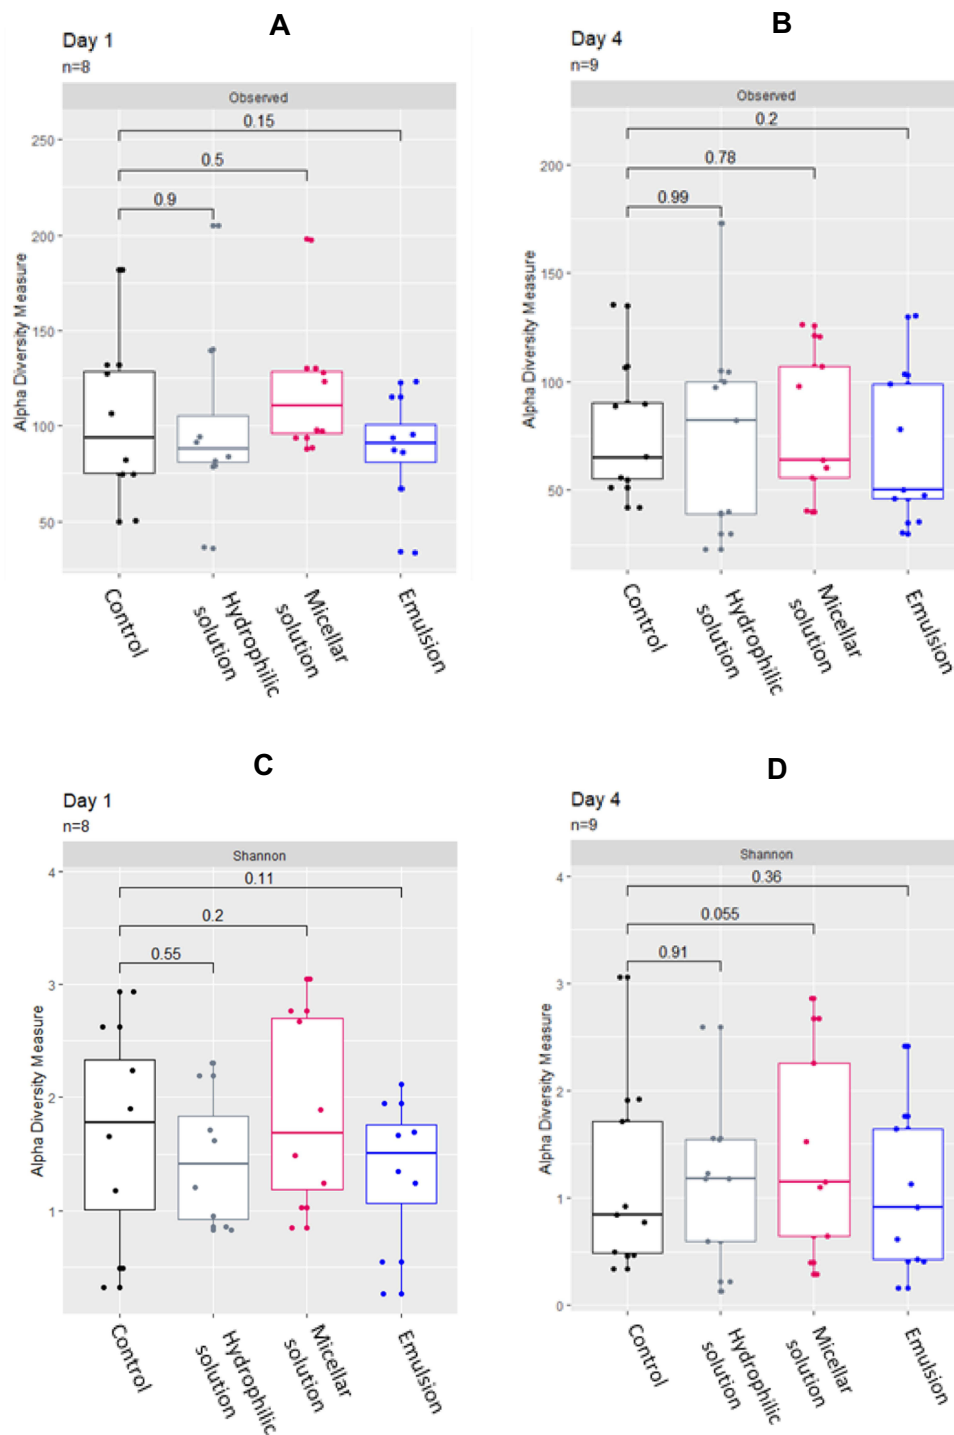 A
Day 1
n=8
Observed
0.15
0.5
0.9
250
200
150
100
50
Alpha Diversity Measure
Control
Hydrophilic
solution
Micellar
solution
Emulsion
B
Day 4
n=9
Observed
0.2
0.78
0.99
200
150
100
50
Alpha Diversity Measure
Control
Hydrophilic
solution
Micellar
solution
Emulsion
C
Day 1
n=8
Shannon
0.11
0.2
0.55
4
3
2
1
Alpha Diversity Measure
Control
Hydrophilic
solution
Micellar
solution
Emulsion
D
Day 4
n=9
Shannon
0.36
0.055
0.91
4
3
2
1
0
Alpha Diversity Measure
Control
Hydrophilic
solution
Micellar
solution
Emulsion